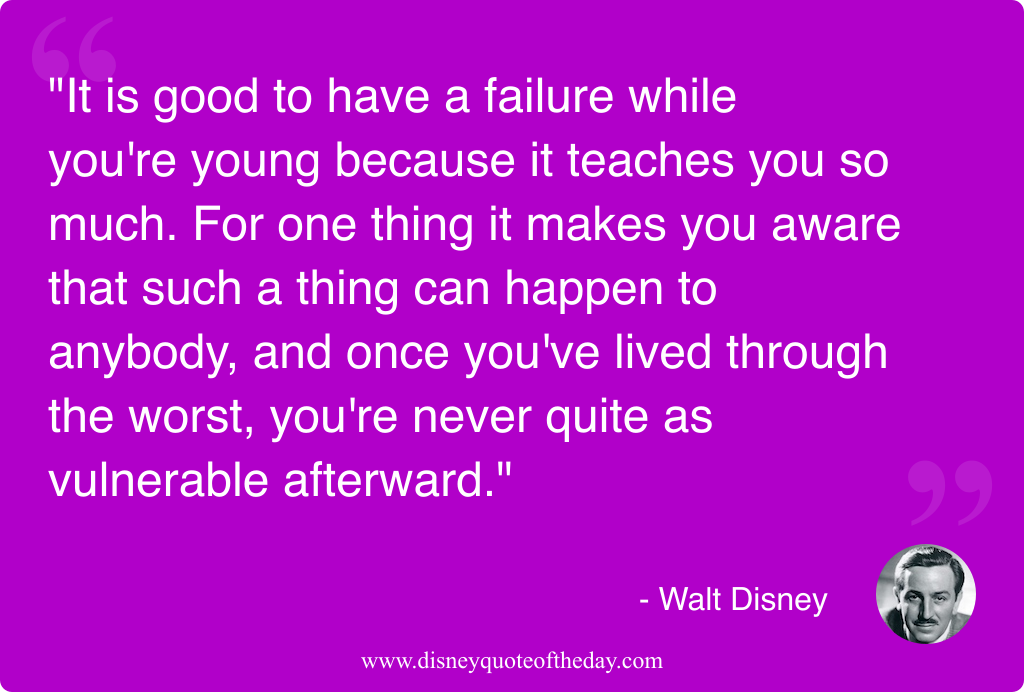 "It is good to have a failure while
you're young because it teaches you so
much. For one thing it makes you aware
that such a thing can happen to
anybody, and once you've lived through
the worst, you're never quite as
vulnerable afterward."
- Walt Disney
www.disneyquoteoftheday.com